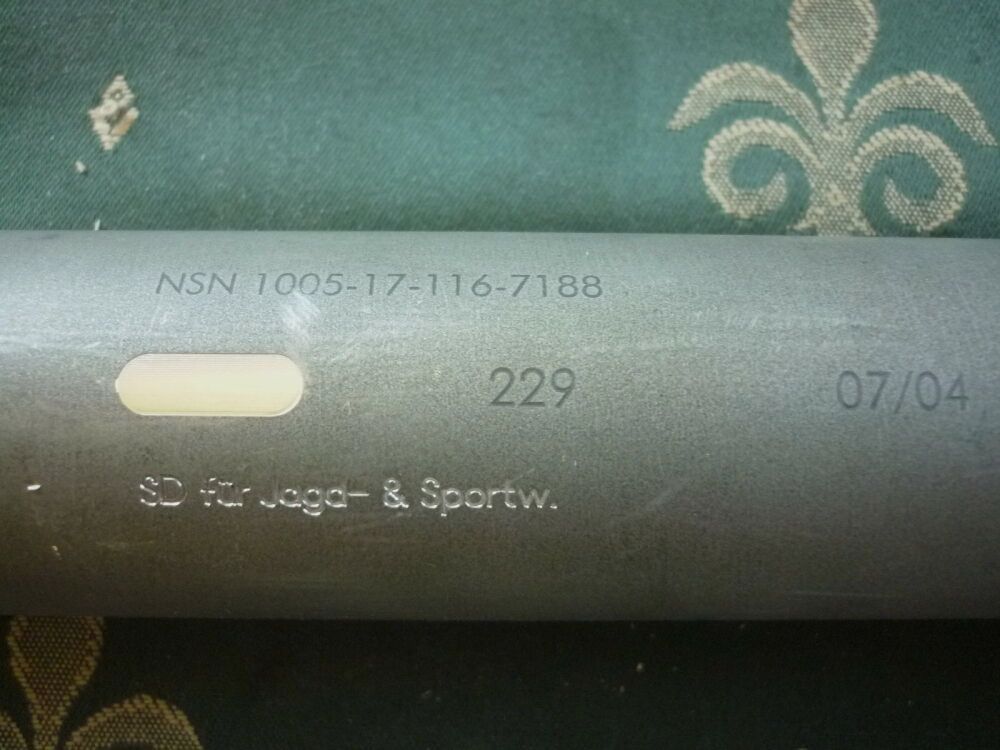 NSN 1005-17-116-7188
229
07/04
SD für Jagd- & Sportw.